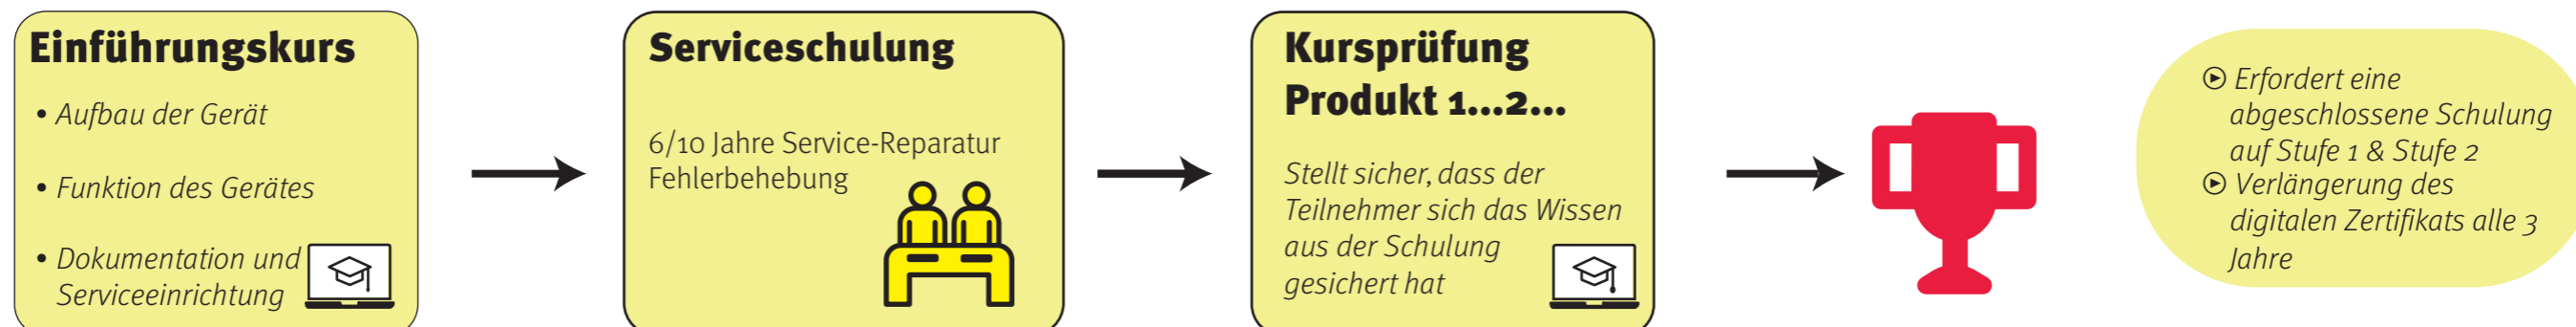 Einführungskurs
• Aufbau der Gerät
• Funktion des Gerätes
• Dokumentation und
Serviceeinrichtung
Serviceschulung
6/10 Jahre Service-Reparatur
Fehlerbehebung
Kursprüfung
Produkt 1...2...
Stellt sicher, dass der
Teilnehmer sich das Wissen
aus der Schulung
gesichert hat
Erfordert eine
abgeschlossene Schulung
auf Stufe 1 & Stufe 2
Verlängerung des
digitalen Zertifikats alle 3
Jahre